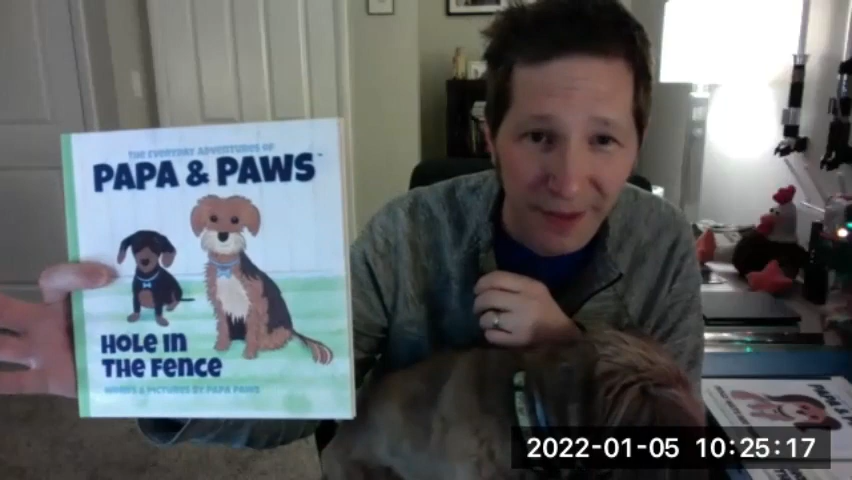 THE EVERYDAY ADVENTURES OF
PAPA & PAWS™
HOLE IN
THE FENCE
WORDS & PICTURES BY PAPA PAWS
PAPA & P
2022-01-05 10:25:17